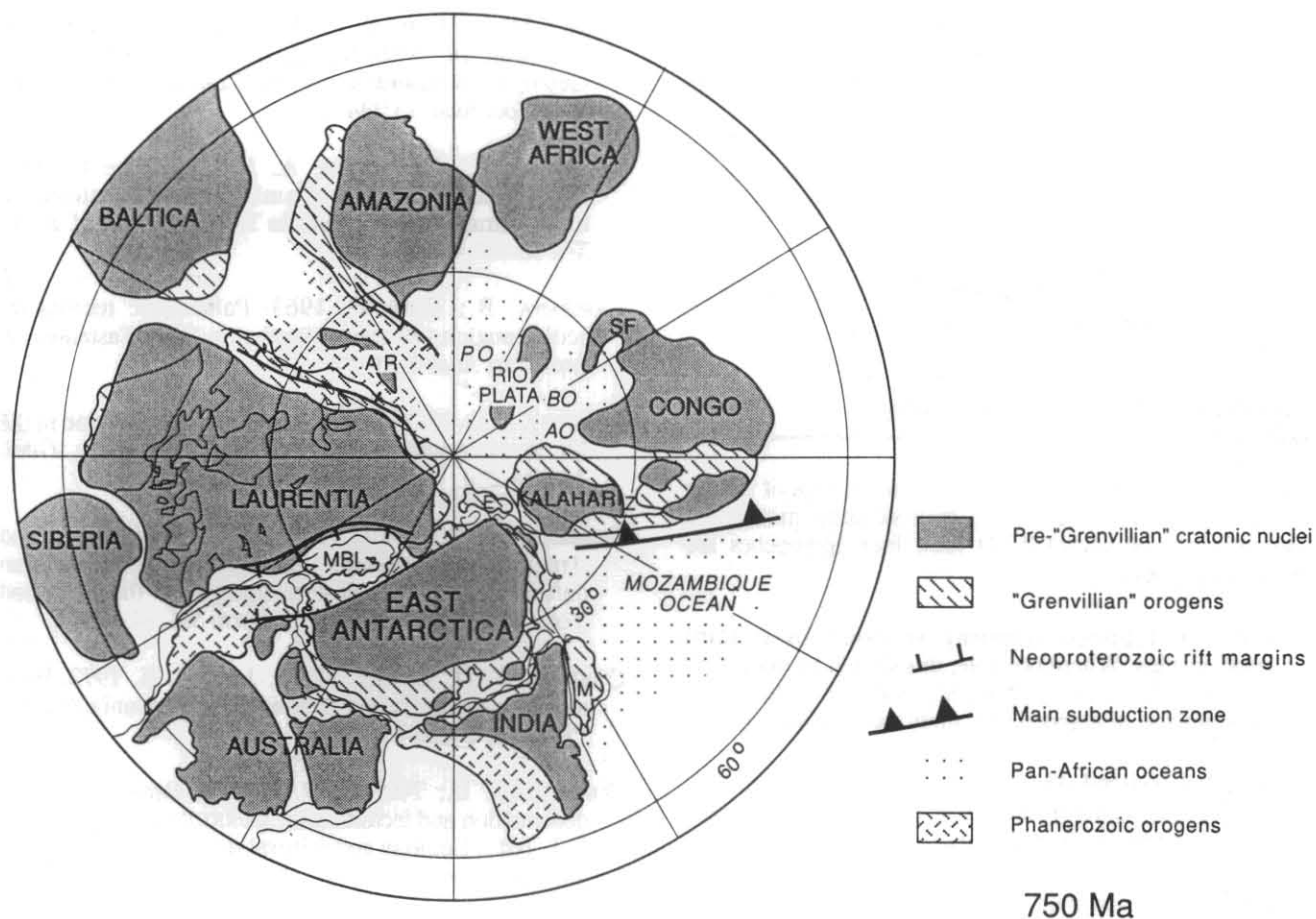 WEST
AFRICA
AMAZONIA
BALTICA
SF
PO
AR
RIO
PLATA
BO
CONGO
AO
LAURENTIA
KALAHARI
SIBERIA
MBL
MOZAMBIQUE
OCEAN
EAST
ANTARCTICA
30°
M
INDIA
AUSTRALIA
60°
Pre-"Grenvillian" cratonic nuclei
"Grenvillian" orogens
Neoproterozoic rift margins
Main subduction zone
Pan-African oceans
Phanerozoic orogens
750 Ma